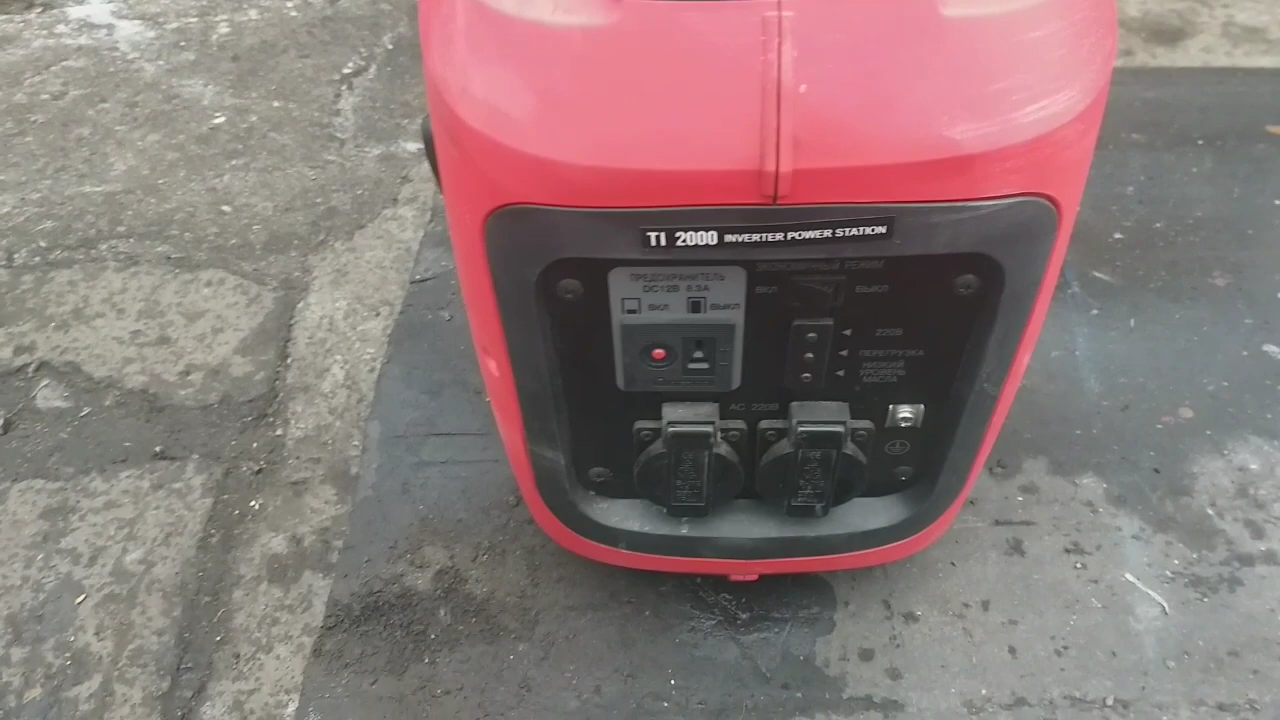 TI 2000 INVERTER POWER STATION
ПРЕДОХРАНИТЕЛЬ
DC12В 8.3А
ВКЛ ВЫКЛ
ЭКОНОМИЧНЫЙ РЕЖИМ
ВКЛ ВЫКЛ
220В
ПЕРЕГРУЗКА
НИЗКИЙ
УРОВЕНЬ
МАСЛА
AC 220В